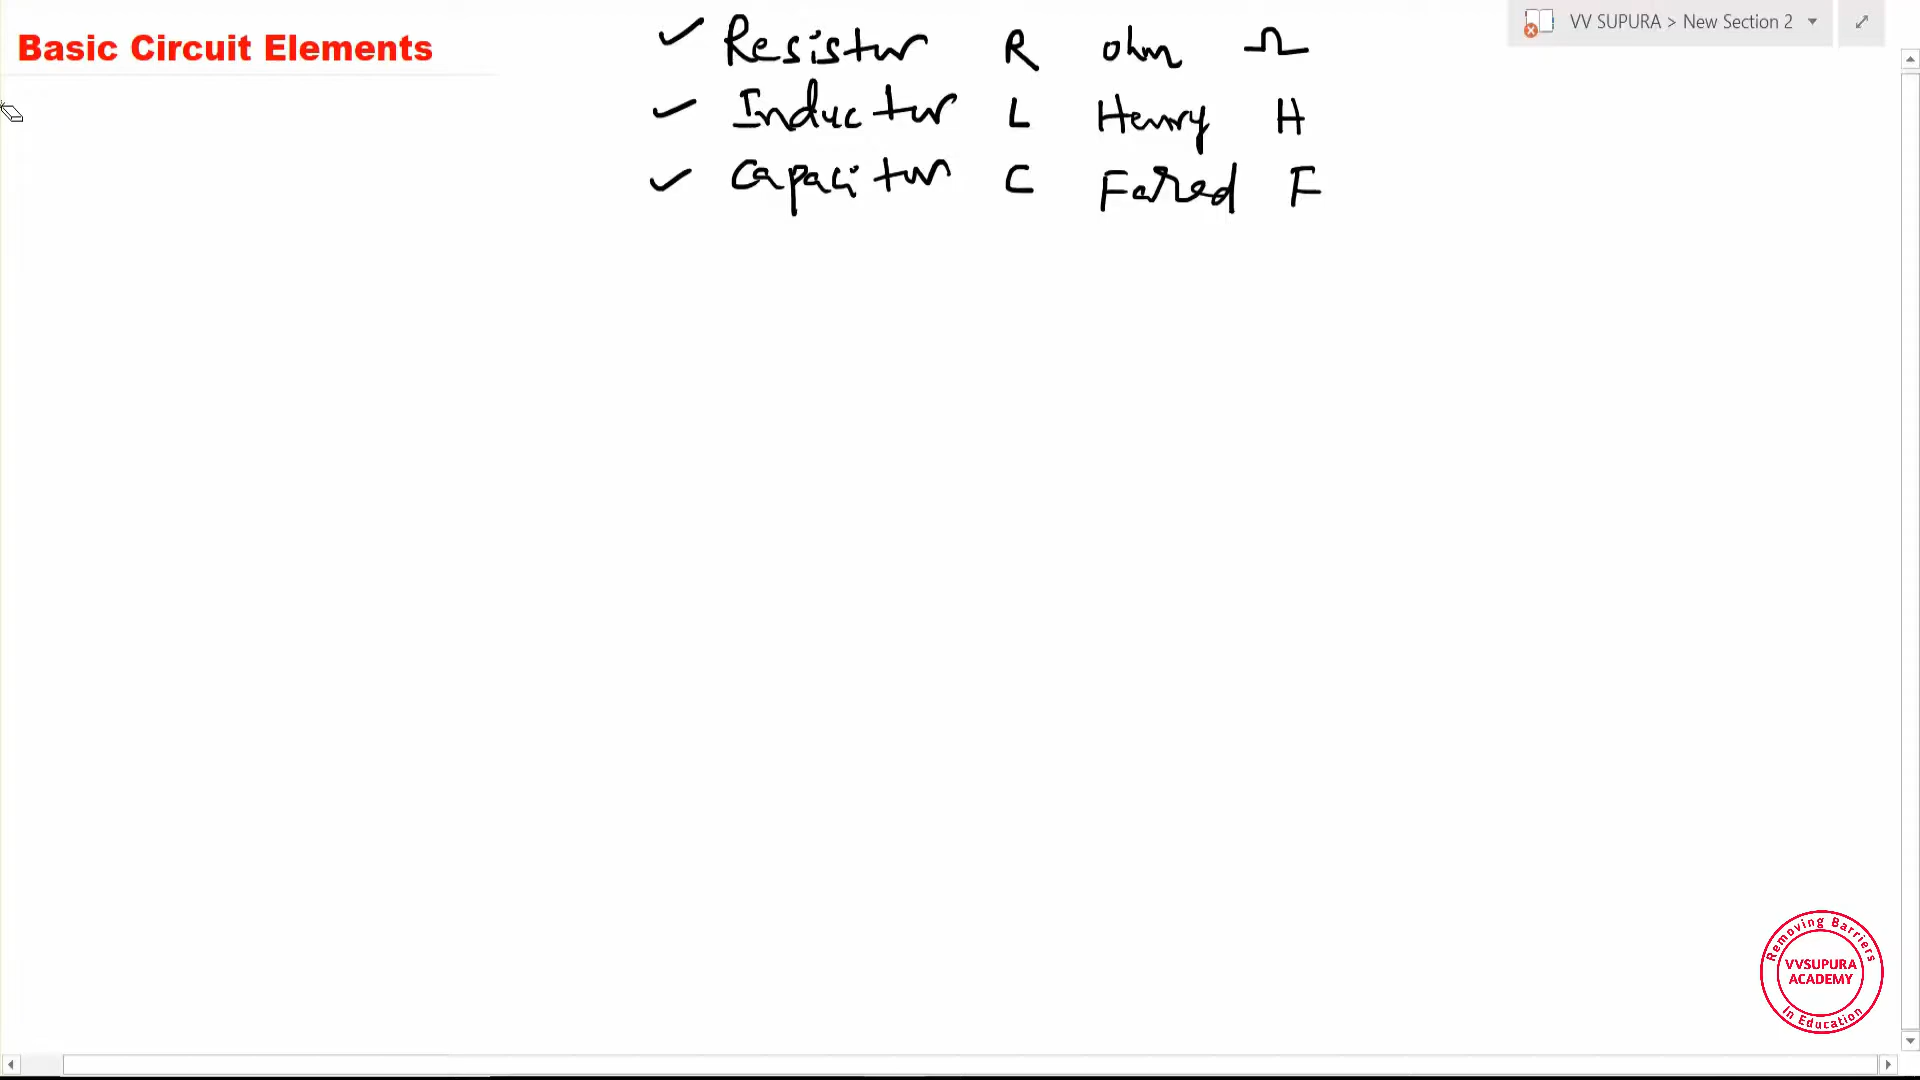 Basic Circuit Elements
✓ Resistor R ohm Ω
✓ Inductor L Henry H
✓ Capacitor C Fared F
VV SUPURA > New Section 2
Removing Barriers
VVSUPURA
ACADEMY
In Education